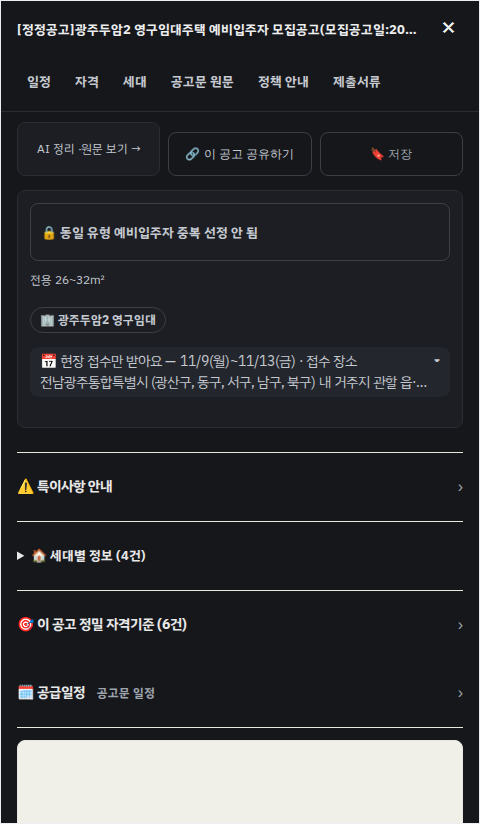 [정정공고]광주두암2 영구임대주택 예비입주자 모집공고(모집공고일:20... ✕
일정 자격 세대 공고문 원문 정책 안내 제출서류
AI 정리 ·원문 보기 → 🔗 이 공고 공유하기 🔖 저장
🔒 동일 유형 예비입주자 중복 선정 안 됨
전용 26~32m²
🏢 광주두암2 영구임대
📅 현장 접수만 받아요 — 11/9(월)~11/13(금) · 접수 장소
전남광주통합특별시 (광산구, 동구, 서구, 남구, 북구) 내 거주지 관할 읍·...
⚠️ 특이사항 안내 ›
▶ 🏠 세대별 정보 (4건)
🎯 이 공고 정밀 자격기준 (6건) ›
🗓️ 공급일정 공고문 일정 ›